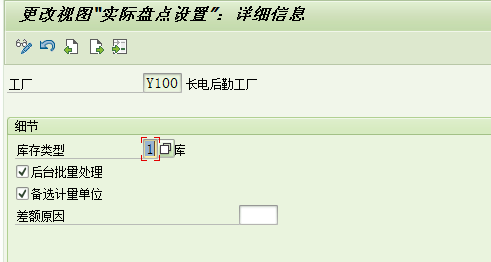 更改视图"实际盘点设置"：详细信息
工厂 Y100 长电后勤工厂
细节
库存类型 1 库
后台批量处理
备选计量单位
差额原因